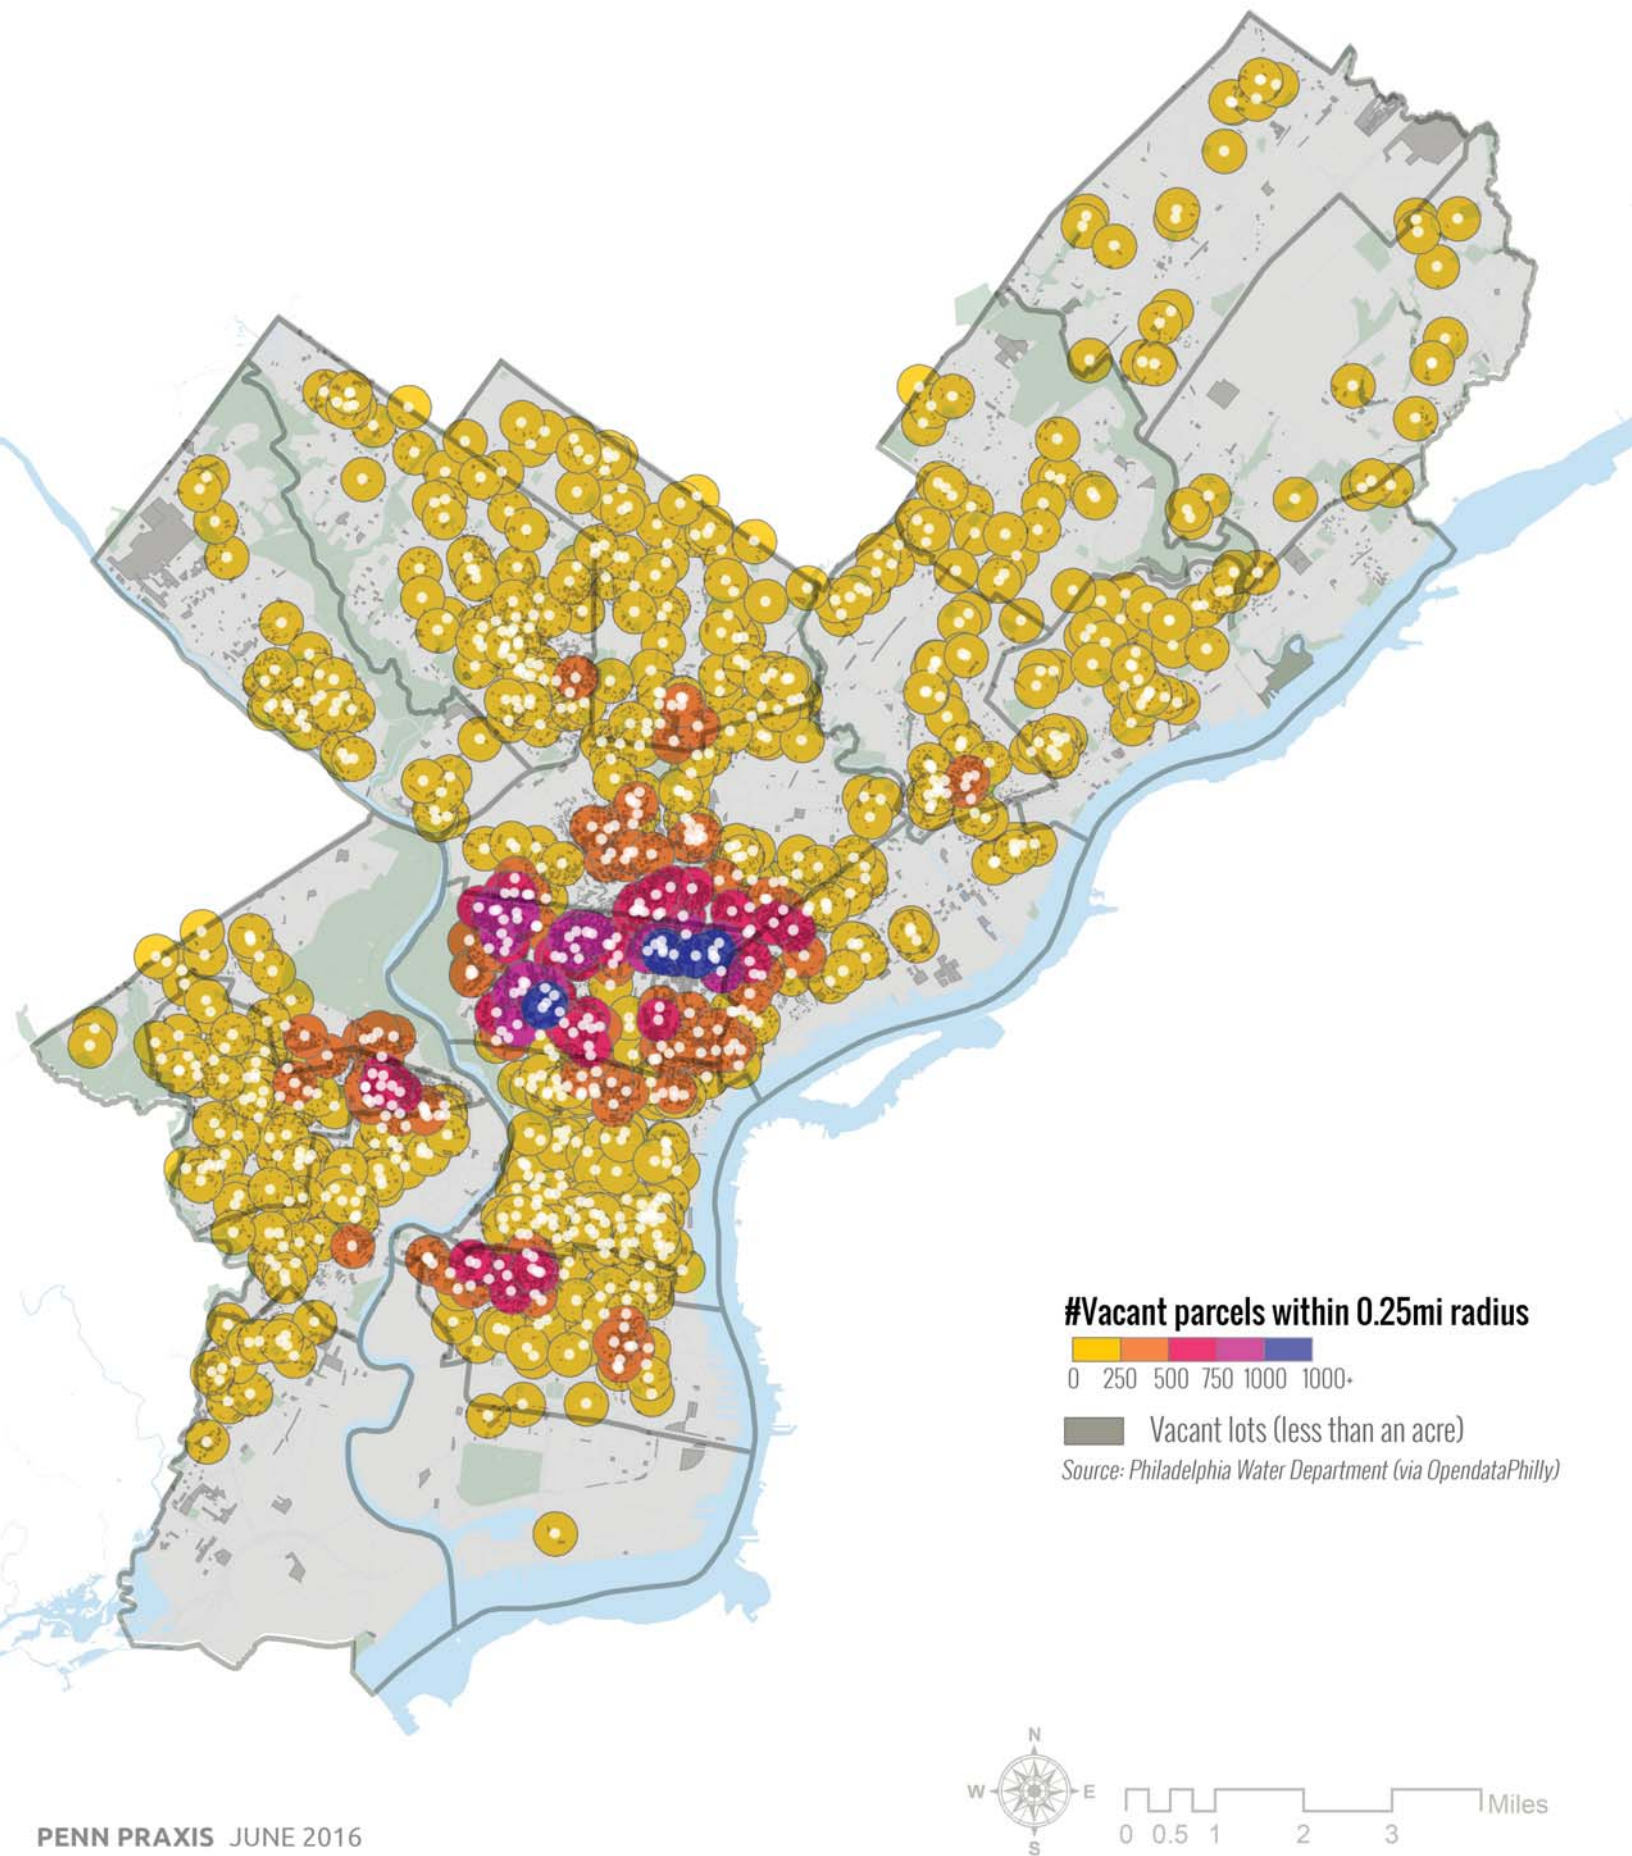 #Vacant parcels within 0.25mi radius
0 250 500 750 1000 1000+
Vacant lots (less than an acre)
Source: Philadelphia Water Department (via OpendataPhilly)
N
W E
S
Miles
0 0.5 1 2 3
PENN PRAXIS JUNE 2016